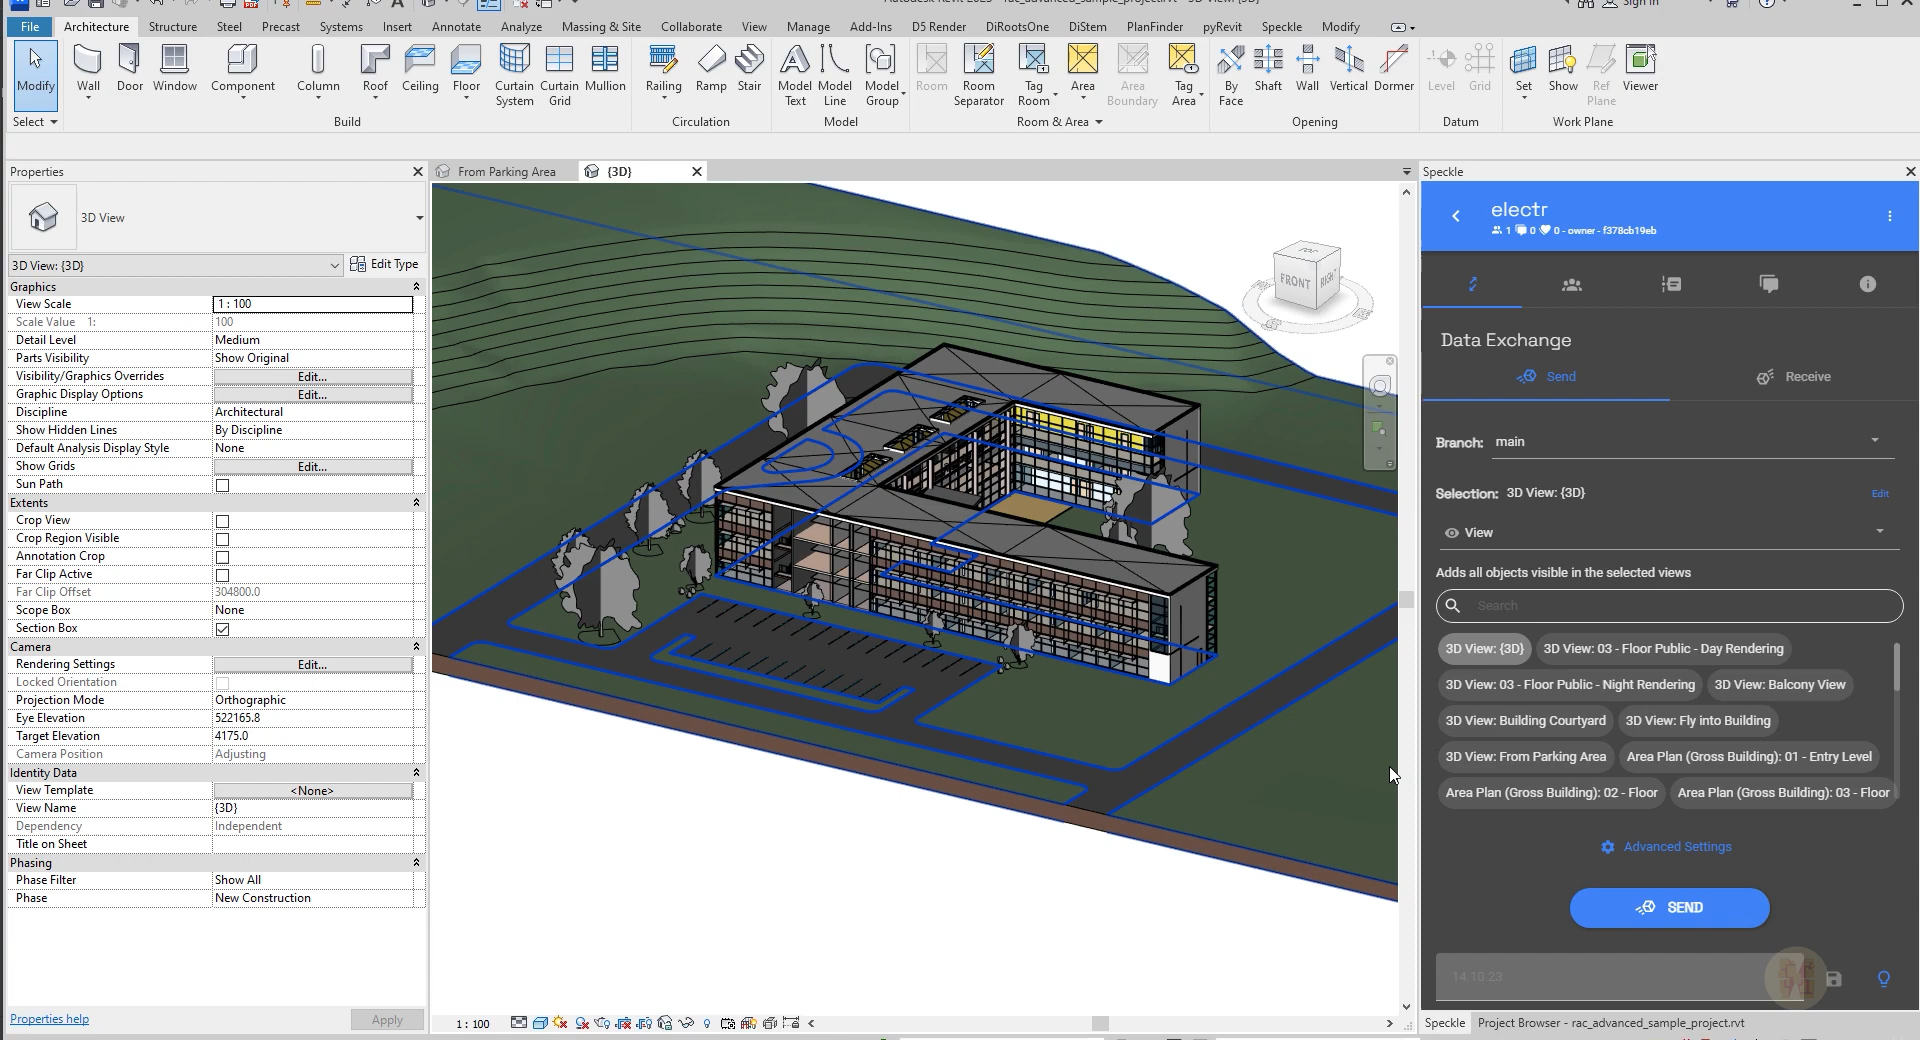 Autodesk Revit 2023 - rac_advanced_sample_project.rvt - 3D View: {3D}
Sign In
File Architecture Structure Steel Precast Systems Insert Annotate Analyze Massing & Site Collaborate View Manage Add-Ins D5 Render DiRootsOne DiStem PlanFinder pyRevit Speckle Modify
Modify Wall Door Window Component Column Roof Ceiling Floor Curtain System Curtain Grid Mullion Railing Ramp Stair Model Text Model Line Model Group Room Room Separator Tag Room Area Area Boundary Tag Area By Face Shaft Wall Vertical Dormer Level Grid Set Show Ref Plane Viewer
Select Build Circulation Model Room & Area Opening Datum Work Plane
Properties
3D View
3D View: {3D} Edit Type
Graphics
View Scale 1 : 100
Scale Value 1: 100
Detail Level Medium
Parts Visibility Show Original
Visibility/Graphics Overrides Edit...
Graphic Display Options Edit...
Discipline Architectural
Show Hidden Lines By Discipline
Default Analysis Display Style None
Show Grids Edit...
Sun Path
Extents
Crop View
Crop Region Visible
Annotation Crop
Far Clip Active
Far Clip Offset 304800.0
Scope Box None
Section Box
Camera
Rendering Settings Edit...
Locked Orientation
Projection Mode Orthographic
Eye Elevation 522165.8
Target Elevation 4175.0
Camera Position Adjusting
Identity Data
View Template <None>
View Name {3D}
Dependency Independent
Title on Sheet
Phasing
Phase Filter Show All
Phase New Construction
Properties help Apply
From Parking Area {3D}
TOP
FRONT RIGHT
1 : 100
Speckle
electr
1 0 0 - owner - f378cb19eb
Data Exchange
Send Receive
Branch: main
Selection: 3D View: {3D} Edit
View
Adds all objects visible in the selected views
Search
3D View: {3D} 3D View: 03 - Floor Public - Day Rendering
3D View: 03 - Floor Public - Night Rendering 3D View: Balcony View
3D View: Building Courtyard 3D View: Fly into Building
3D View: From Parking Area Area Plan (Gross Building): 01 - Entry Level
Area Plan (Gross Building): 02 - Floor Area Plan (Gross Building): 03 - Floor
Advanced Settings
SEND
14.10.23
Speckle Project Browser - rac_advanced_sample_project.rvt